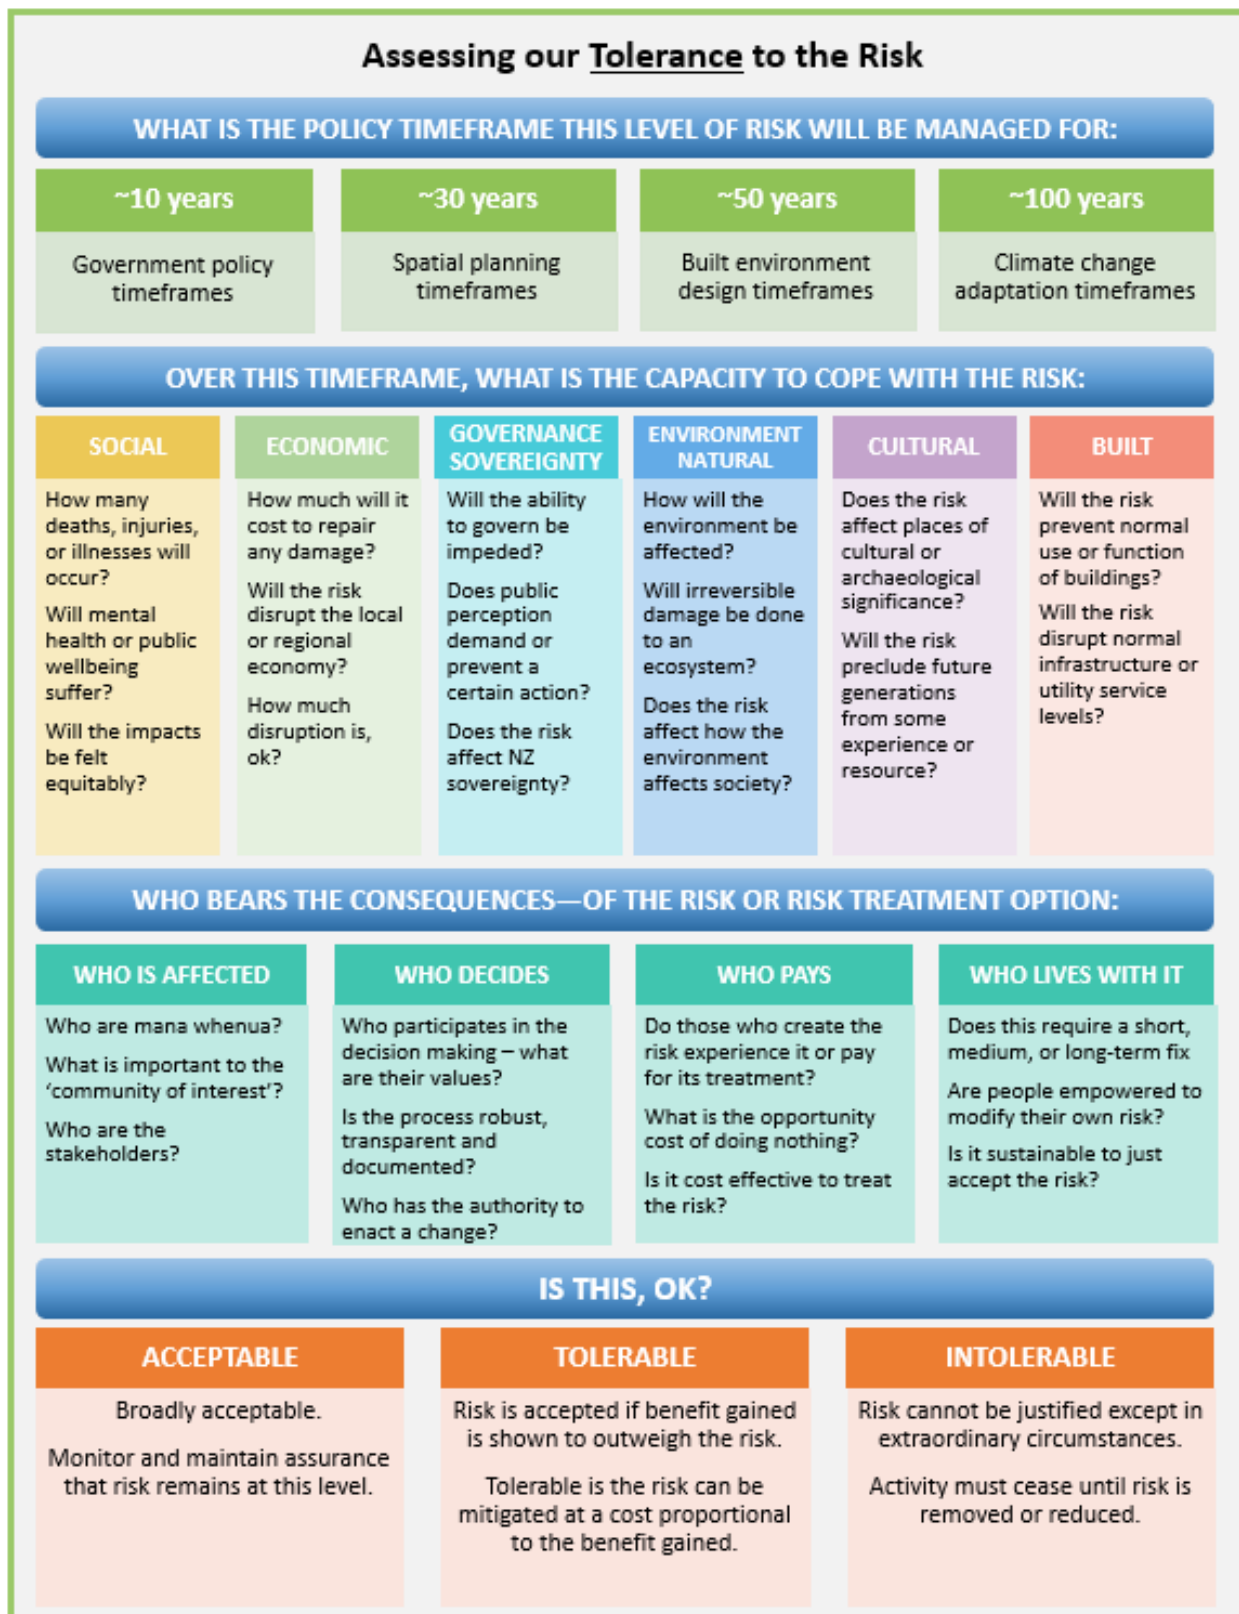 Assessing our Tolerance to the Risk
WHAT IS THE POLICY TIMEFRAME THIS LEVEL OF RISK WILL BE MANAGED FOR:
~10 years
Government policy
timeframes
~30 years
Spatial planning
timeframes
~50 years
Built environment
design timeframes
~100 years
Climate change
adaptation timeframes
OVER THIS TIMEFRAME, WHAT IS THE CAPACITY TO COPE WITH THE RISK:
SOCIAL
How many
deaths, injuries,
or illnesses will
occur?
Will mental
health or public
wellbeing
suffer?
Will the impacts
be felt
equitably?
ECONOMIC
How much will it
cost to repair
any damage?
Will the risk
disrupt the local
or regional
economy?
How much
disruption is,
ok?
GOVERNANCE
SOVEREIGNTY
Will the ability
to govern be
impeded?
Does public
perception
demand or
prevent a
certain action?
Does the risk
affect NZ
sovereignty?
ENVIRONMENT
NATURAL
How will the
environment be
affected?
Will irreversible
damage be done
to an
ecosystem?
Does the risk
affect how the
environment
affects society?
CULTURAL
Does the risk
affect places of
cultural or
archaeological
significance?
Will the risk
preclude future
generations
from some
experience or
resource?
BUILT
Will the risk
prevent normal
use or function
of buildings?
Will the risk
disrupt normal
infrastructure or
utility service
levels?
WHO BEARS THE CONSEQUENCES—OF THE RISK OR RISK TREATMENT OPTION:
WHO IS AFFECTED
Who are mana whenua?
What is important to the
‘community of interest’?
Who are the
stakeholders?
WHO DECIDES
Who participates in the
decision making – what
are their values?
Is the process robust,
transparent and
documented?
Who has the authority to
enact a change?
WHO PAYS
Do those who create the
risk experience it or pay
for its treatment?
What is the opportunity
cost of doing nothing?
Is it cost effective to treat
the risk?
WHO LIVES WITH IT
Does this require a short,
medium, or long-term fix
Are people empowered to
modify their own risk?
Is it sustainable to just
accept the risk?
IS THIS, OK?
ACCEPTABLE
Broadly acceptable.
Monitor and maintain assurance
that risk remains at this level.
TOLERABLE
Risk is accepted if benefit gained
is shown to outweigh the risk.
Tolerable is the risk can be
mitigated at a cost proportional
to the benefit gained.
INTOLERABLE
Risk cannot be justified except in
extraordinary circumstances.
Activity must cease until risk is
removed or reduced.